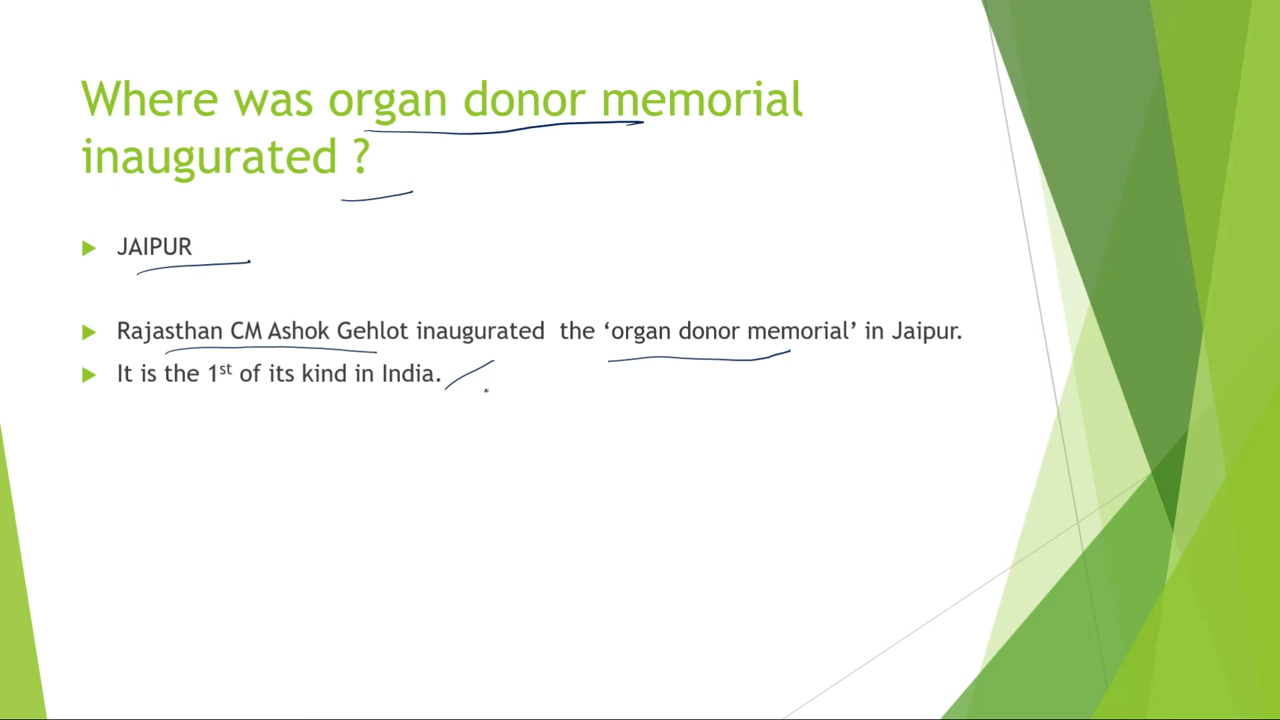 Where was organ donor memorial
inaugurated ?
JAIPUR
Rajasthan CM Ashok Gehlot inaugurated the ‘organ donor memorial’ in Jaipur.
It is the 1st of its kind in India.